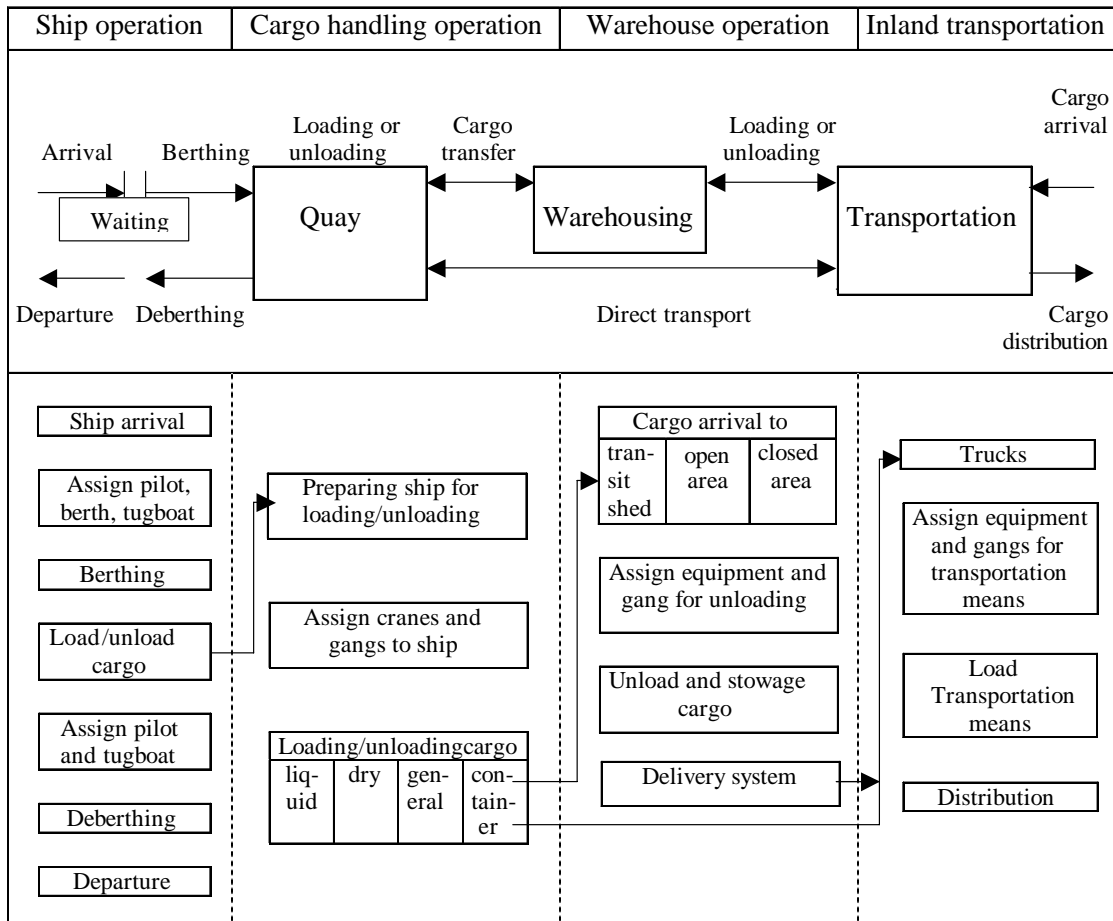 Ship operation
Cargo handling operation
Warehouse operation
Inland transportation
Cargo
arrival
Loading or
unloading
Cargo
transfer
Loading or
unloading
Arrival
Berthing
Waiting
Quay
Warehousing
Transportation
Departure
Deberthing
Direct transport
Cargo
distribution
Ship arrival
Assign pilot,
berth, tugboat
Berthing
Load/unload
cargo
Assign pilot
and tugboat
Deberthing
Departure
Preparing ship for
loading/unloading
Assign cranes and
gangs to ship
Loading/unloadingcargo
liq-
uid
dry
gen-
eral
con-
tain-
er
Cargo arrival to
tran-
sit
shed
open
area
closed
area
Assign equipment and
gang for unloading
Unload and stowage
cargo
Delivery system
Trucks
Assign equipment
and gangs for
transportation
means
Load
Transportation
means
Distribution